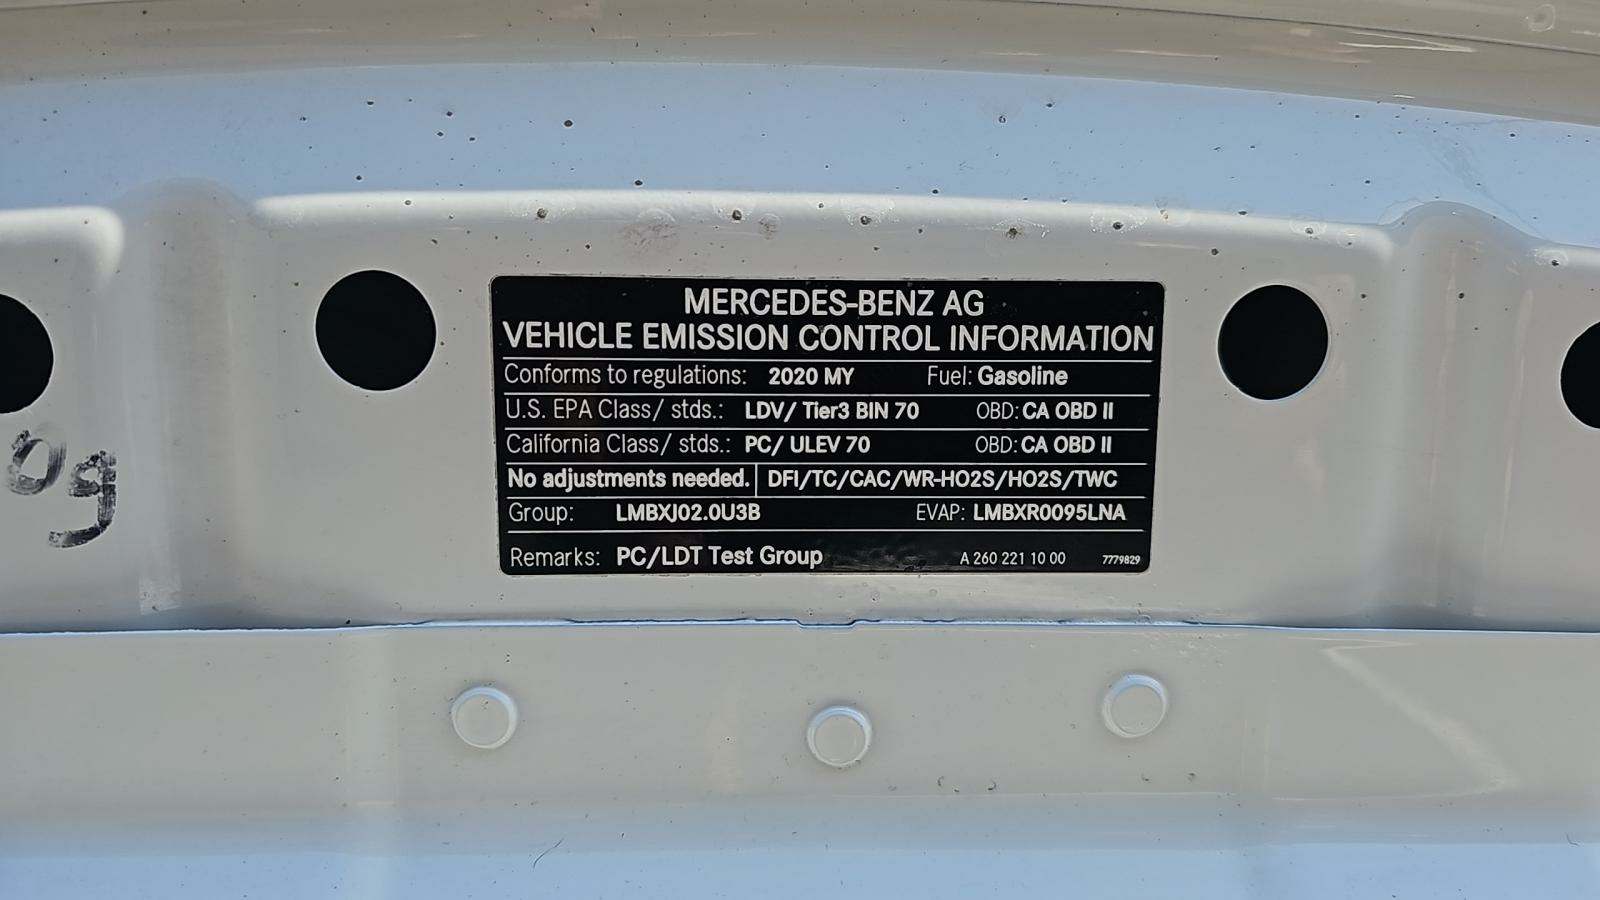 MERCEDES-BENZ AG
VEHICLE EMISSION CONTROL INFORMATION
Conforms to regulations: 2020 MY Fuel: Gasoline
U.S. EPA Class/ stds.: LDV/ Tier3 BIN 70 OBD: CA OBD II
California Class/ stds.: PC/ ULEV 70 OBD: CA OBD II
No adjustments needed. DFI/TC/CAC/WR-HO2S/HO2S/TWC
Group: LMBXJ02.0U3B EVAP: LMBXR0095LNA
Remarks: PC/LDT Test Group A 260 221 10 00 7779829